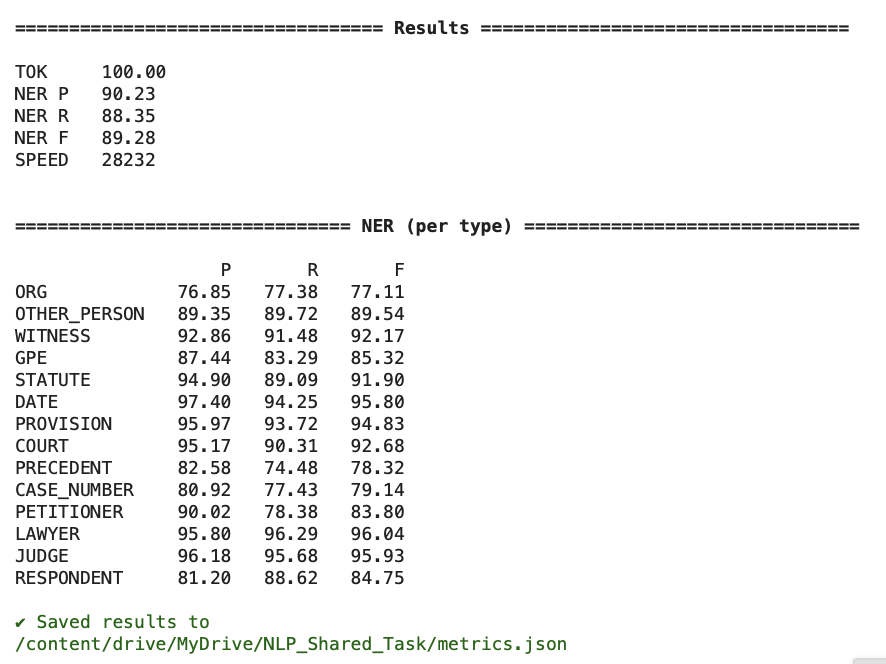 ================================== Results ==================================
TOK     100.00
NER P   90.23
NER R   88.35
NER F   89.28
SPEED   28232
=============================== NER (per type) ===============================
                   P       R       F
ORG            76.85   77.38   77.11
OTHER_PERSON   89.35   89.72   89.54
WITNESS        92.86   91.48   92.17
GPE            87.44   83.29   85.32
STATUTE        94.90   89.09   91.90
DATE           97.40   94.25   95.80
PROVISION      95.97   93.72   94.83
COURT          95.17   90.31   92.68
PRECEDENT      82.58   74.48   78.32
CASE_NUMBER    80.92   77.43   79.14
PETITIONER     90.02   78.38   83.80
LAWYER         95.80   96.29   96.04
JUDGE          96.18   95.68   95.93
RESPONDENT     81.20   88.62   84.75
✔ Saved results to
/content/drive/MyDrive/NLP_Shared_Task/metrics.json